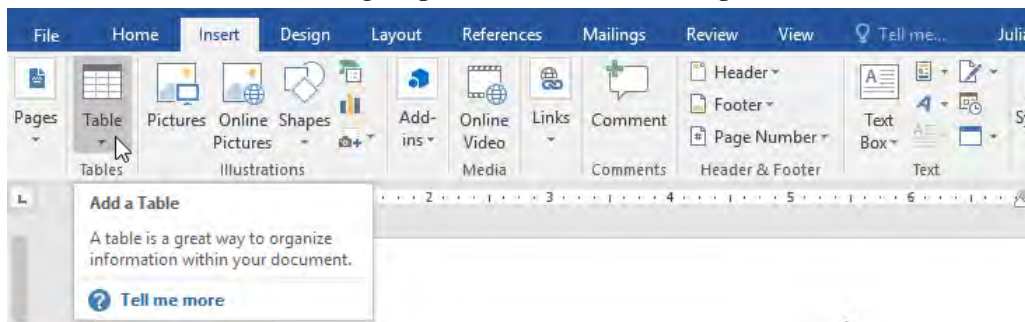 File Home Insert Design Layout References Mailings Review View Tell me...
Pages Table Pictures Online Pictures Shapes Add-ins Online Video Links Comment Header Footer Page Number Text Box
Tables Illustrations Media Comments Header & Footer Text
2 3 4 5 6
Add a Table
A table is a great way to organize
information within your document.
Tell me more